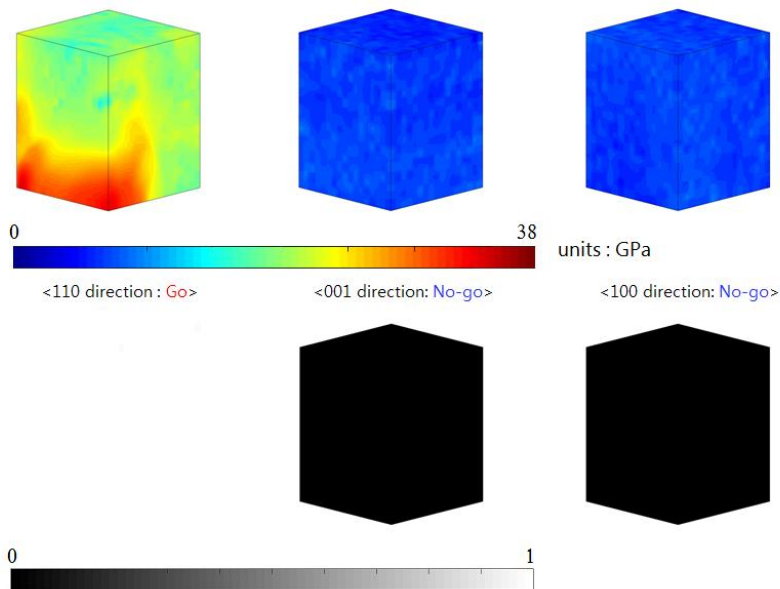 0 38
units : GPa
<110 direction : Go> <001 direction: No-go> <100 direction: No-go>
0 1